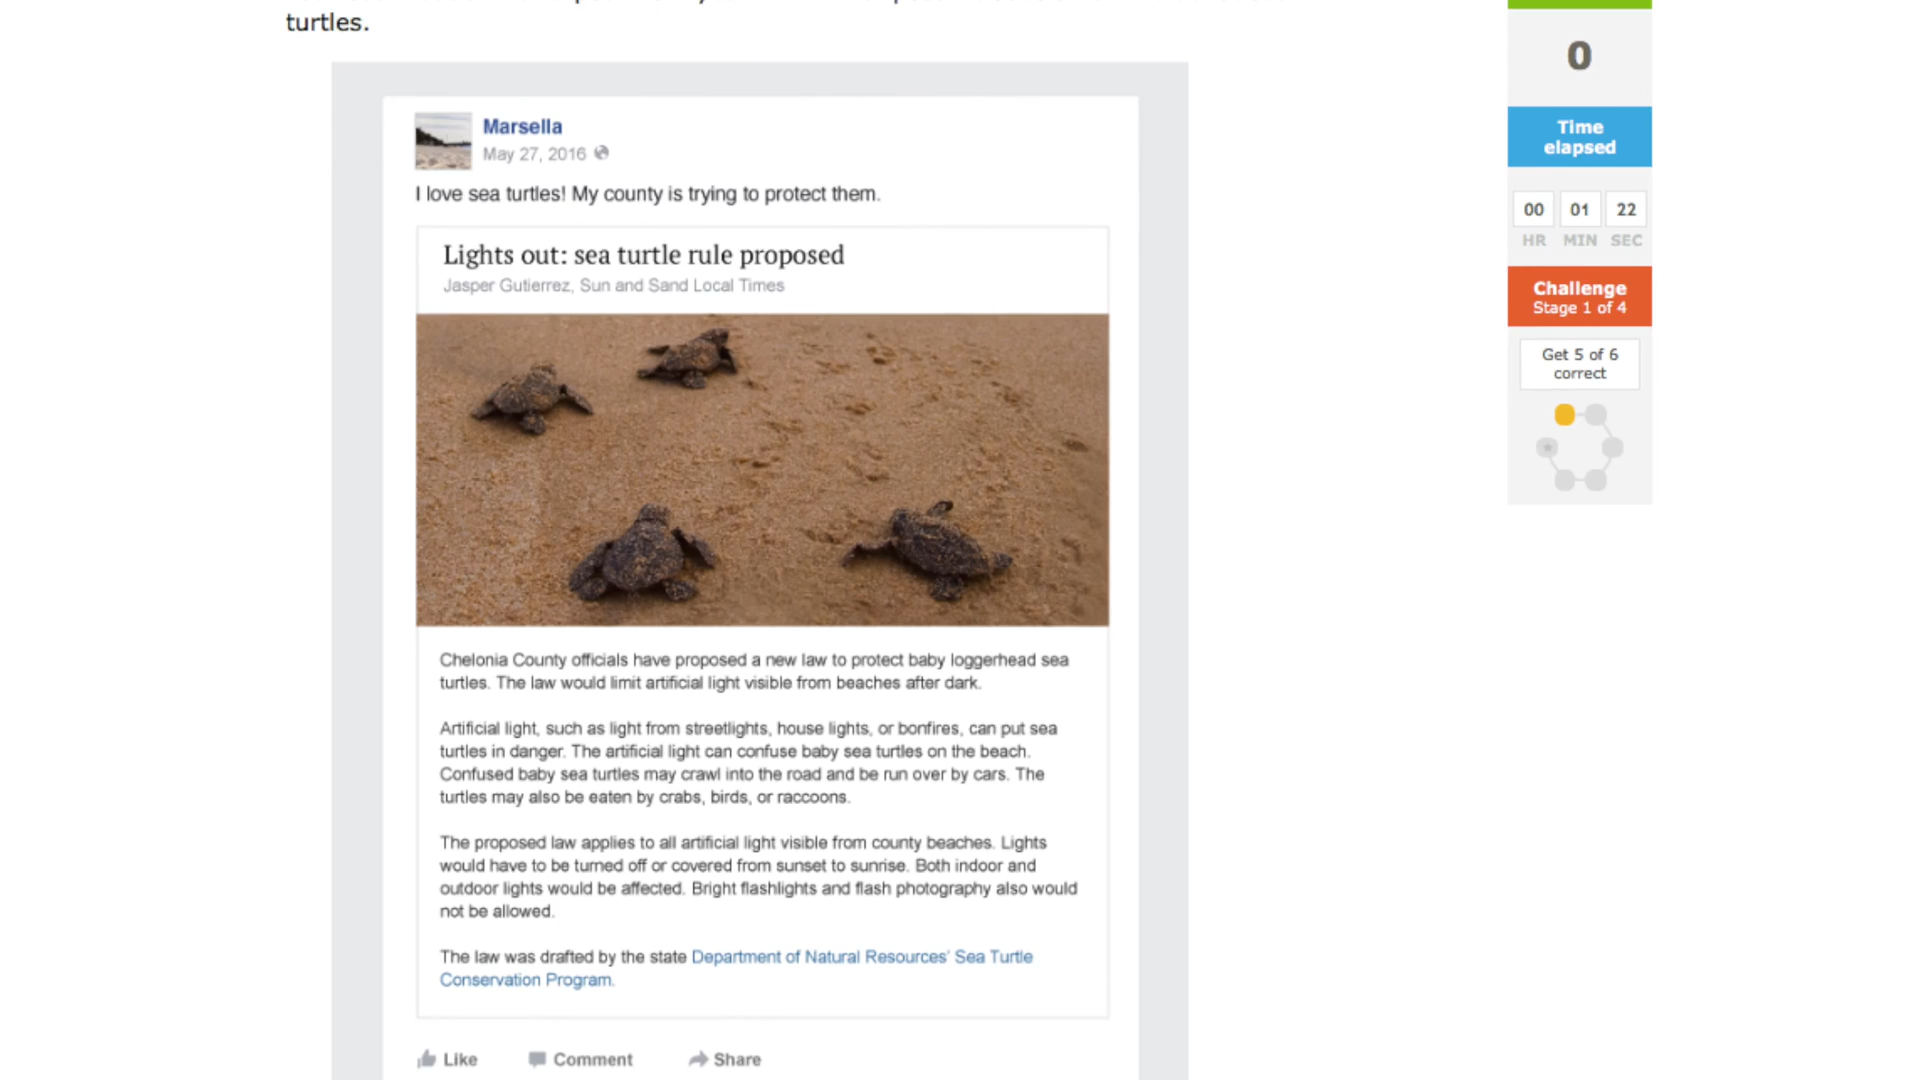 turtles.
0
Time
elapsed
00 01 22
HR MIN SEC
Challenge
Stage 1 of 4
Get 5 of 6
correct
Marsella
May 27, 2016
I love sea turtles! My county is trying to protect them.
Lights out: sea turtle rule proposed
Jasper Gutierrez, Sun and Sand Local Times
Chelonia County officials have proposed a new law to protect baby loggerhead sea
turtles. The law would limit artificial light visible from beaches after dark.
Artificial light, such as light from streetlights, house lights, or bonfires, can put sea
turtles in danger. The artificial light can confuse baby sea turtles on the beach.
Confused baby sea turtles may crawl into the road and be run over by cars. The
turtles may also be eaten by crabs, birds, or raccoons.
The proposed law applies to all artificial light visible from county beaches. Lights
would have to be turned off or covered from sunset to sunrise. Both indoor and
outdoor lights would be affected. Bright flashlights and flash photography also would
not be allowed.
The law was drafted by the state Department of Natural Resources' Sea Turtle
Conservation Program.
Like Comment Share